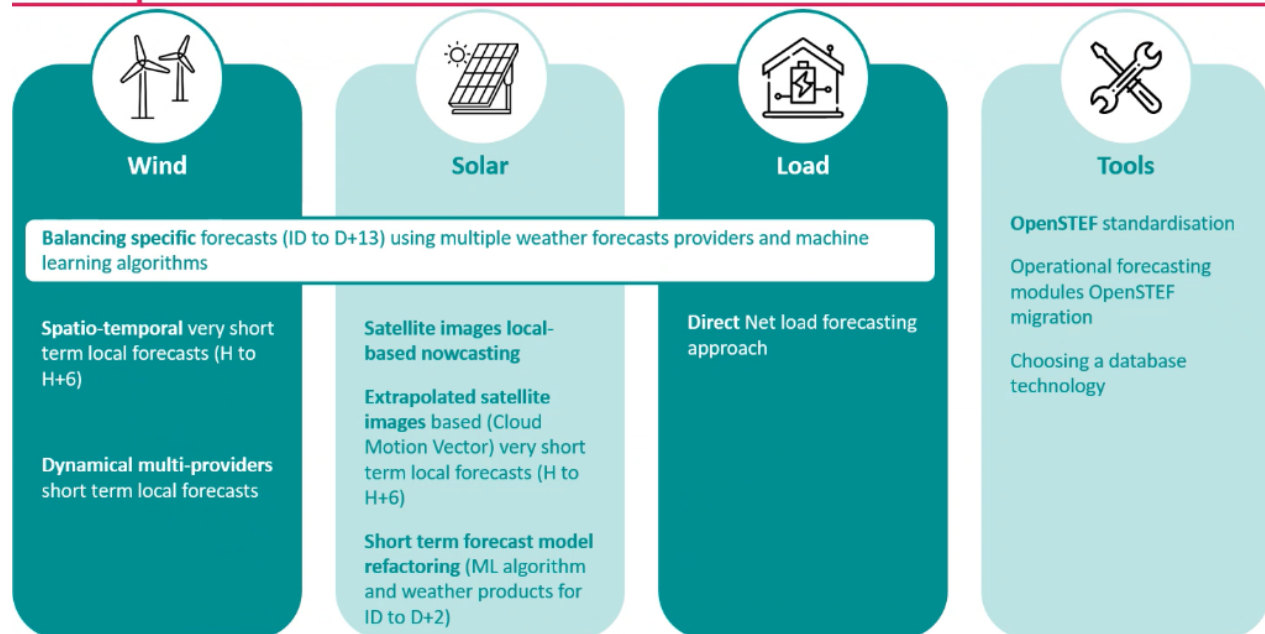 Wind
Solar
Load
Tools
Balancing specific forecasts (ID to D+13) using multiple weather forecasts providers and machine
learning algorithms
Spatio-temporal very short
term local forecasts (H to
H+6)
Dynamical multi-providers
short term local forecasts
Satellite images local-
based nowcasting
Extrapolated satellite
images based (Cloud
Motion Vector) very short
term local forecasts (H to
H+6)
Short term forecast model
refactoring (ML algorithm
and weather products for
ID to D+2)
Direct Net load forecasting
approach
OpenSTEF standardisation
Operational forecasting
modules OpenSTEF
migration
Choosing a database
technology